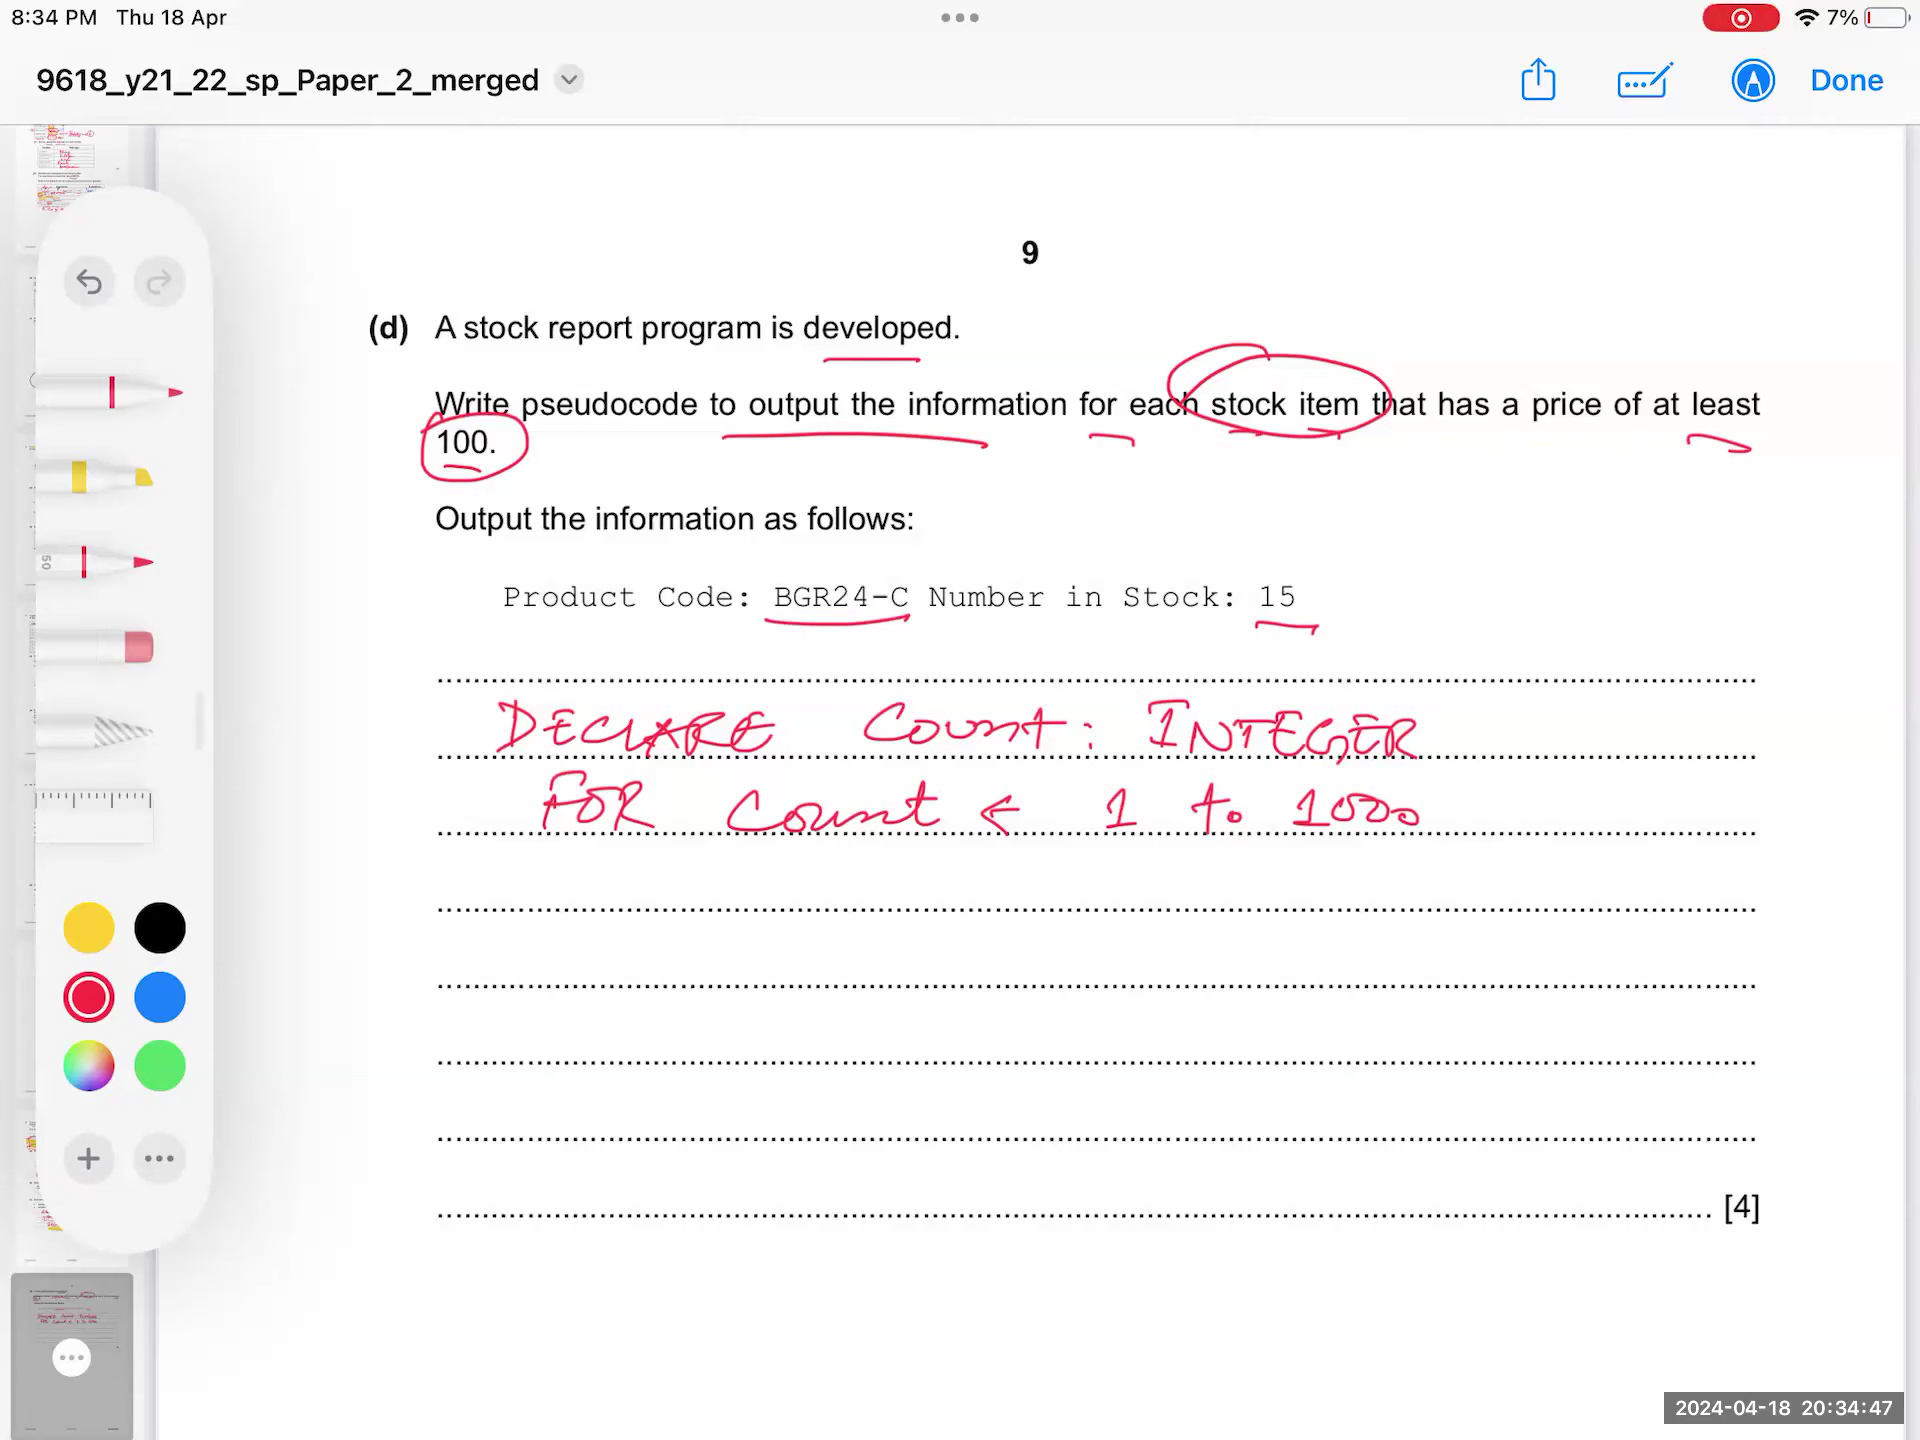 8:34 PM Thu 18 Apr
7%
9618_y21_22_sp_Paper_2_merged
Done
9
(d) A stock report program is developed.
Write pseudocode to output the information for each stock item that has a price of at least
100.
Output the information as follows:
Product Code: BGR24-C Number in Stock: 15
DECLARE Count: INTEGER
FOR Count ← 1 to 1000
[4]
50
2024-04-18 20:34:47